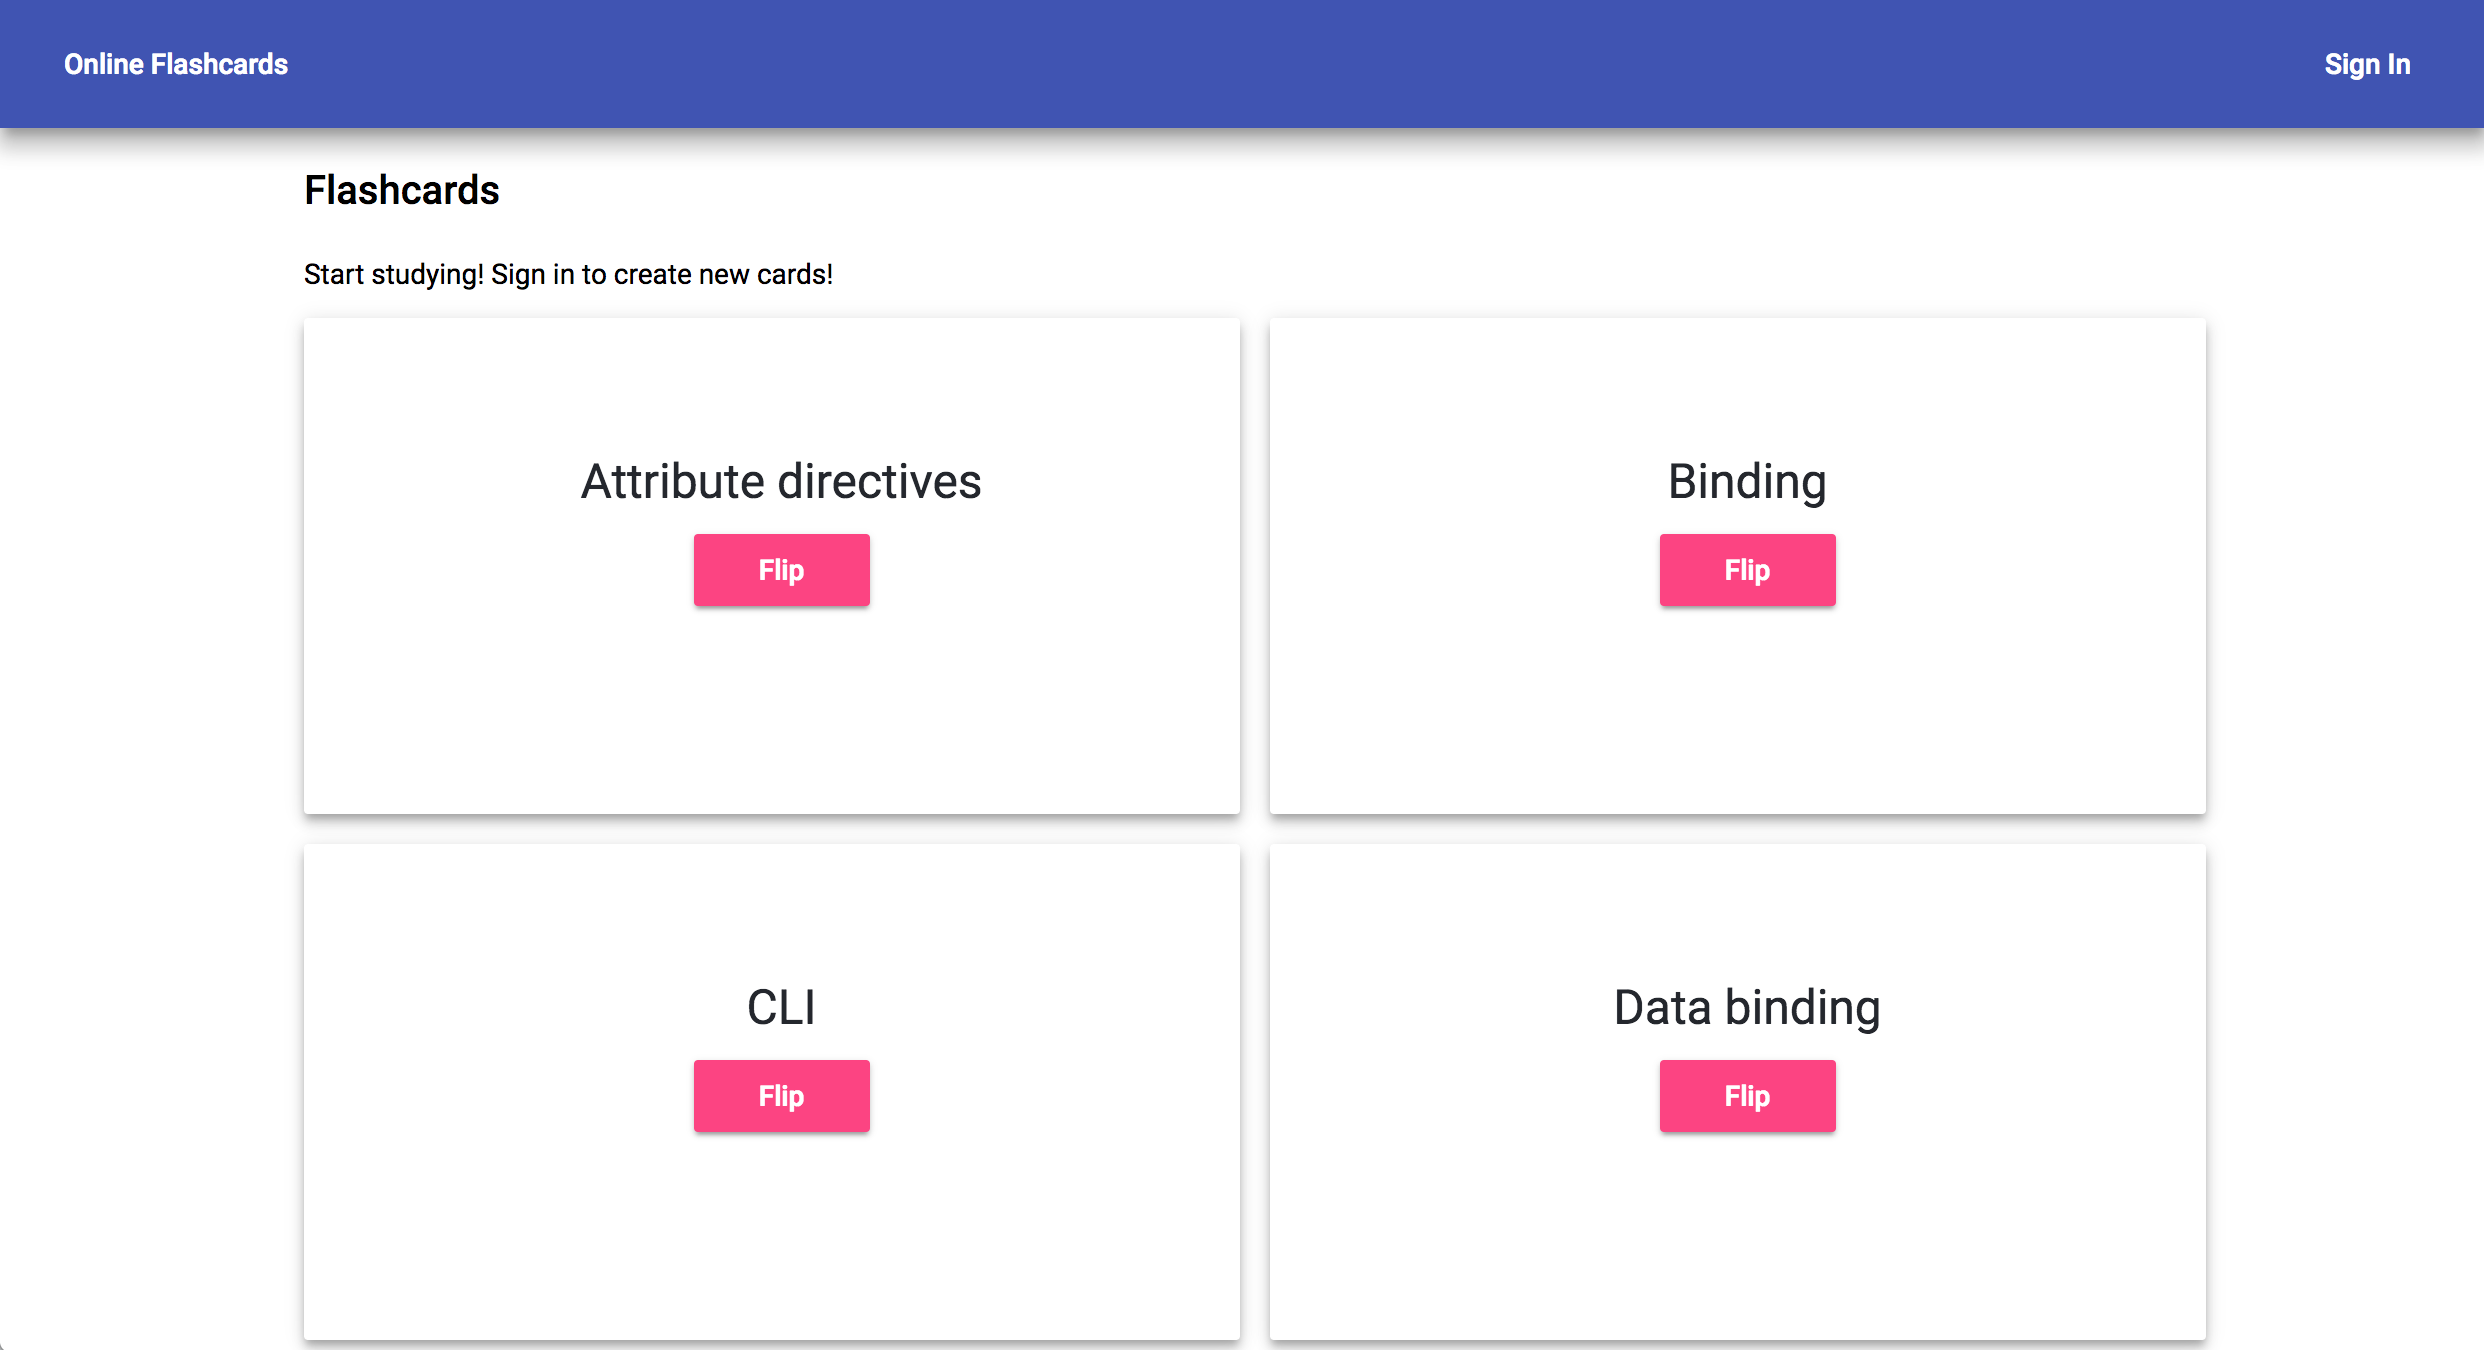 Online Flashcards
Sign In
Flashcards
Start studying! Sign in to create new cards!
Attribute directives
Flip
Binding
Flip
CLI
Flip
Data binding
Flip